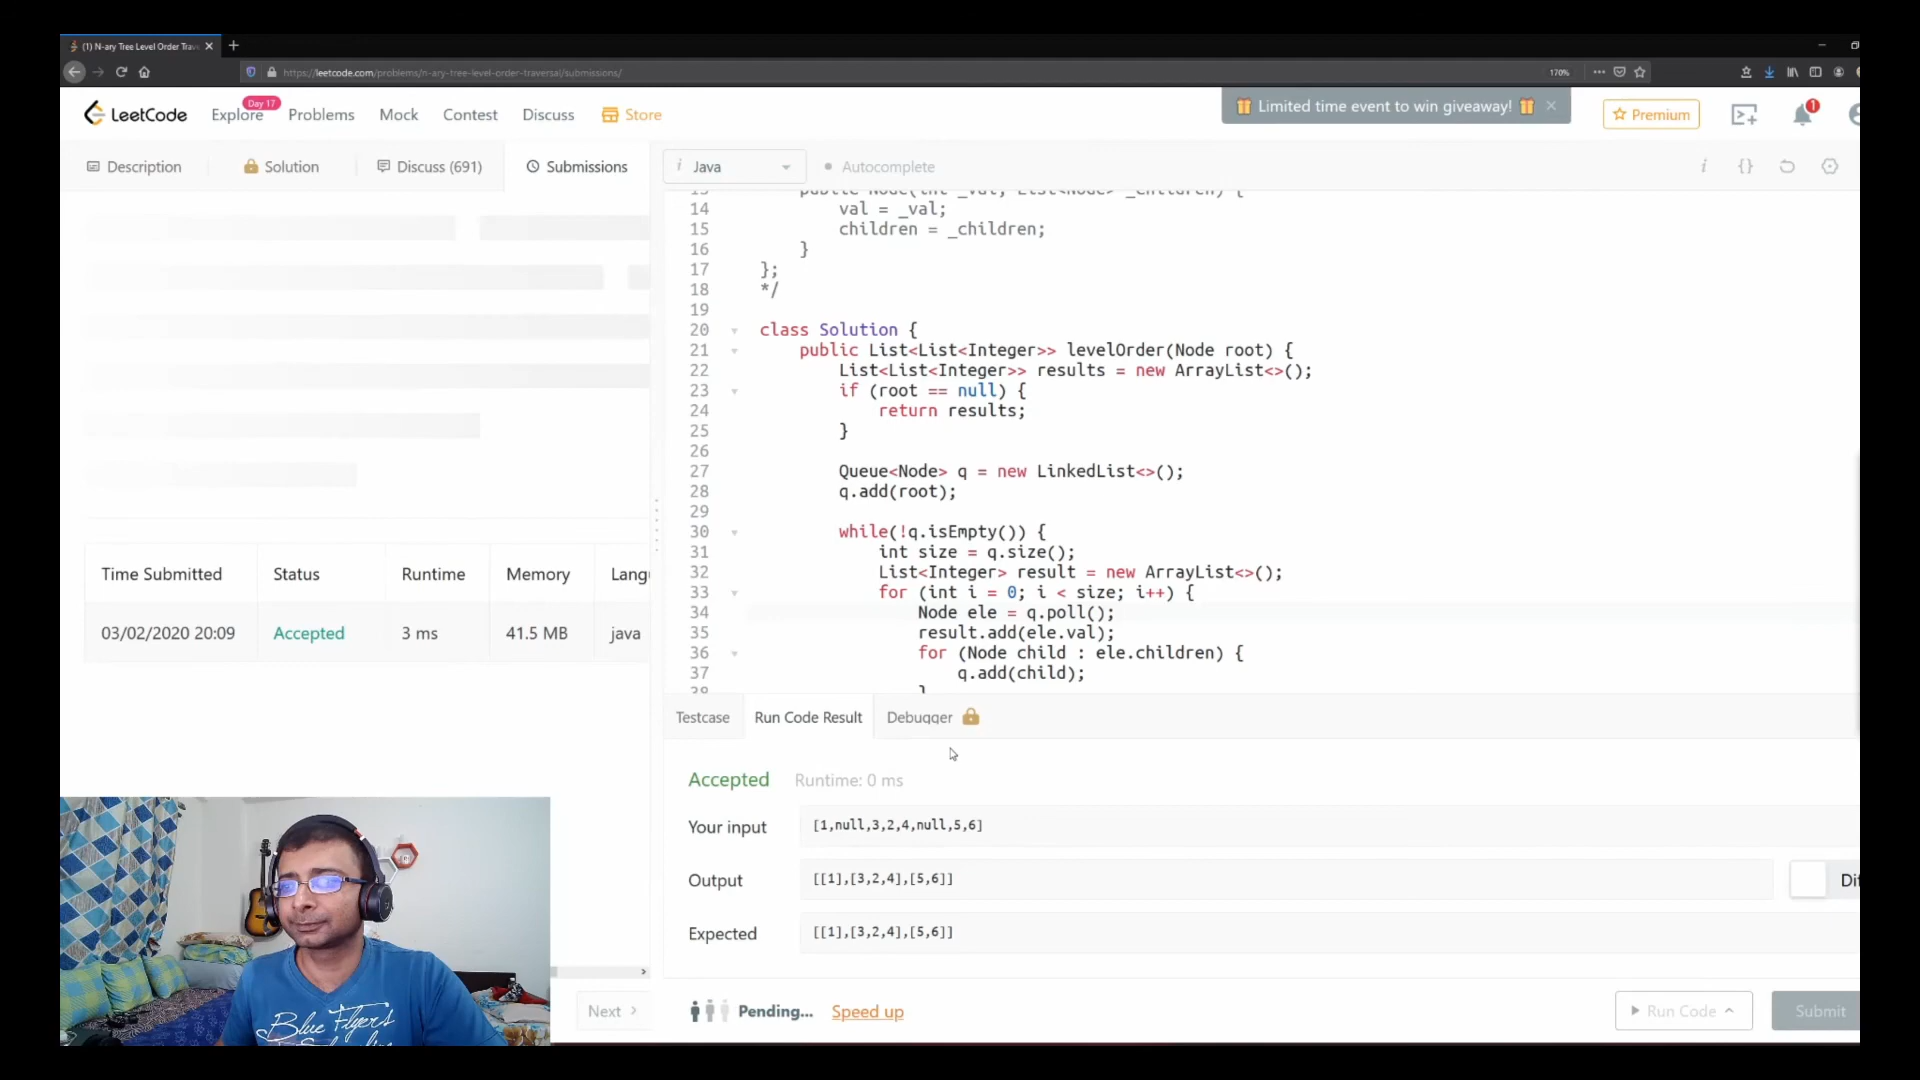 (1) N-ary Tree Level Order Trav
https://leetcode.com/problems/n-ary-tree-level-order-traversal/submissions/
170%
LeetCode
Explore
Day 17
Problems
Mock
Contest
Discuss
Store
Limited time event to win giveaway!
Premium
1
Description
Solution
Discuss (691)
Submissions
i Java
Autocomplete
13 public Node(int _val, List<Node> _children) {
14 val = _val;
15 children = _children;
16 }
17 };
18 */
19
20 class Solution {
21 public List<List<Integer>> levelOrder(Node root) {
22 List<List<Integer>> results = new ArrayList<>();
23 if (root == null) {
24 return results;
25 }
26
27 Queue<Node> q = new LinkedList<>();
28 q.add(root);
29
30 while(!q.isEmpty()) {
31 int size = q.size();
32 List<Integer> result = new ArrayList<>();
33 for (int i = 0; i < size; i++) {
34 Node ele = q.poll();
35 result.add(ele.val);
36 for (Node child : ele.children) {
37 q.add(child);
38 }
Time Submitted Status Runtime Memory Langu
03/02/2020 20:09 Accepted 3 ms 41.5 MB java
Testcase
Run Code Result
Debugger
Accepted Runtime: 0 ms
Your input [1,null,3,2,4,null,5,6]
Output [[1],[3,2,4],[5,6]]
Dif
Expected [[1],[3,2,4],[5,6]]
Next
Pending...
Speed up
Run Code
Submit
Blue Flyers